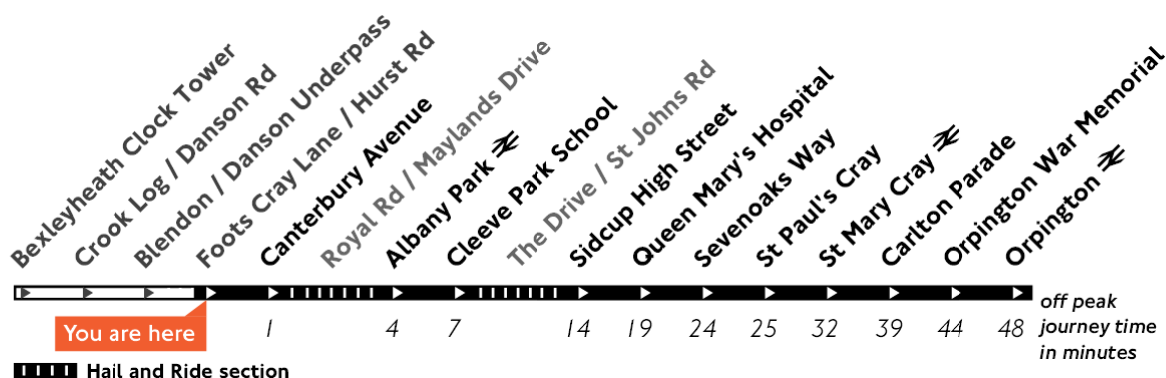 Bexleyheath Clock Tower
Crook Log / Danson Rd
Blendon / Danson Underpass
Foots Cray Lane / Hurst Rd
Canterbury Avenue
Royal Rd / Maylands Drive
Albany Park
Cleeve Park School
The Drive / St Johns Rd
Sidcup High Street
Queen Mary's Hospital
Sevenoaks Way
St Paul's Cray
St Mary Cray
Carlton Parade
Orpington War Memorial
Orpington
You are here
1 4 7 14 19 24 25 32 39 44 48
off peak
journey time
in minutes
Hail and Ride section